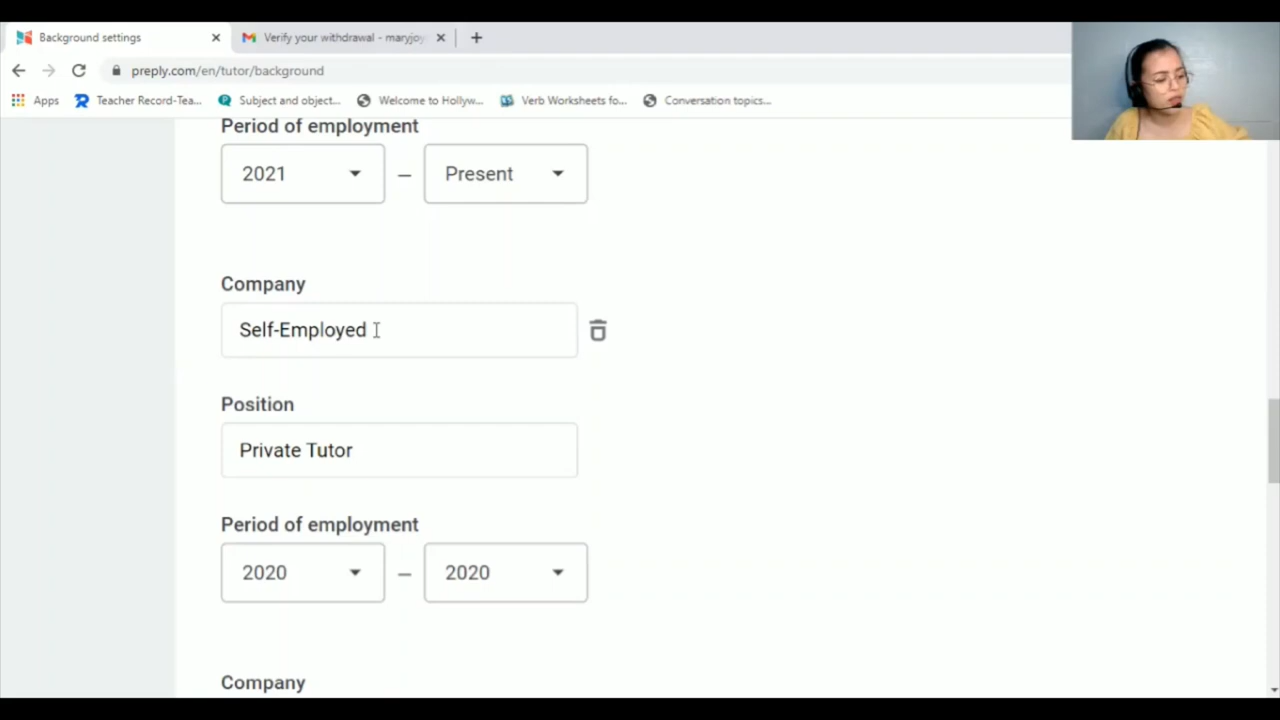 Background settings
Verify your withdrawal - maryjoy
preply.com/en/tutor/background
Apps
Teacher Record-Tea...
Subject and object...
Welcome to Hollyw...
Verb Worksheets fo...
Conversation topics...
Period of employment
2021 – Present
Company
Self-Employed
Position
Private Tutor
Period of employment
2020 – 2020
Company